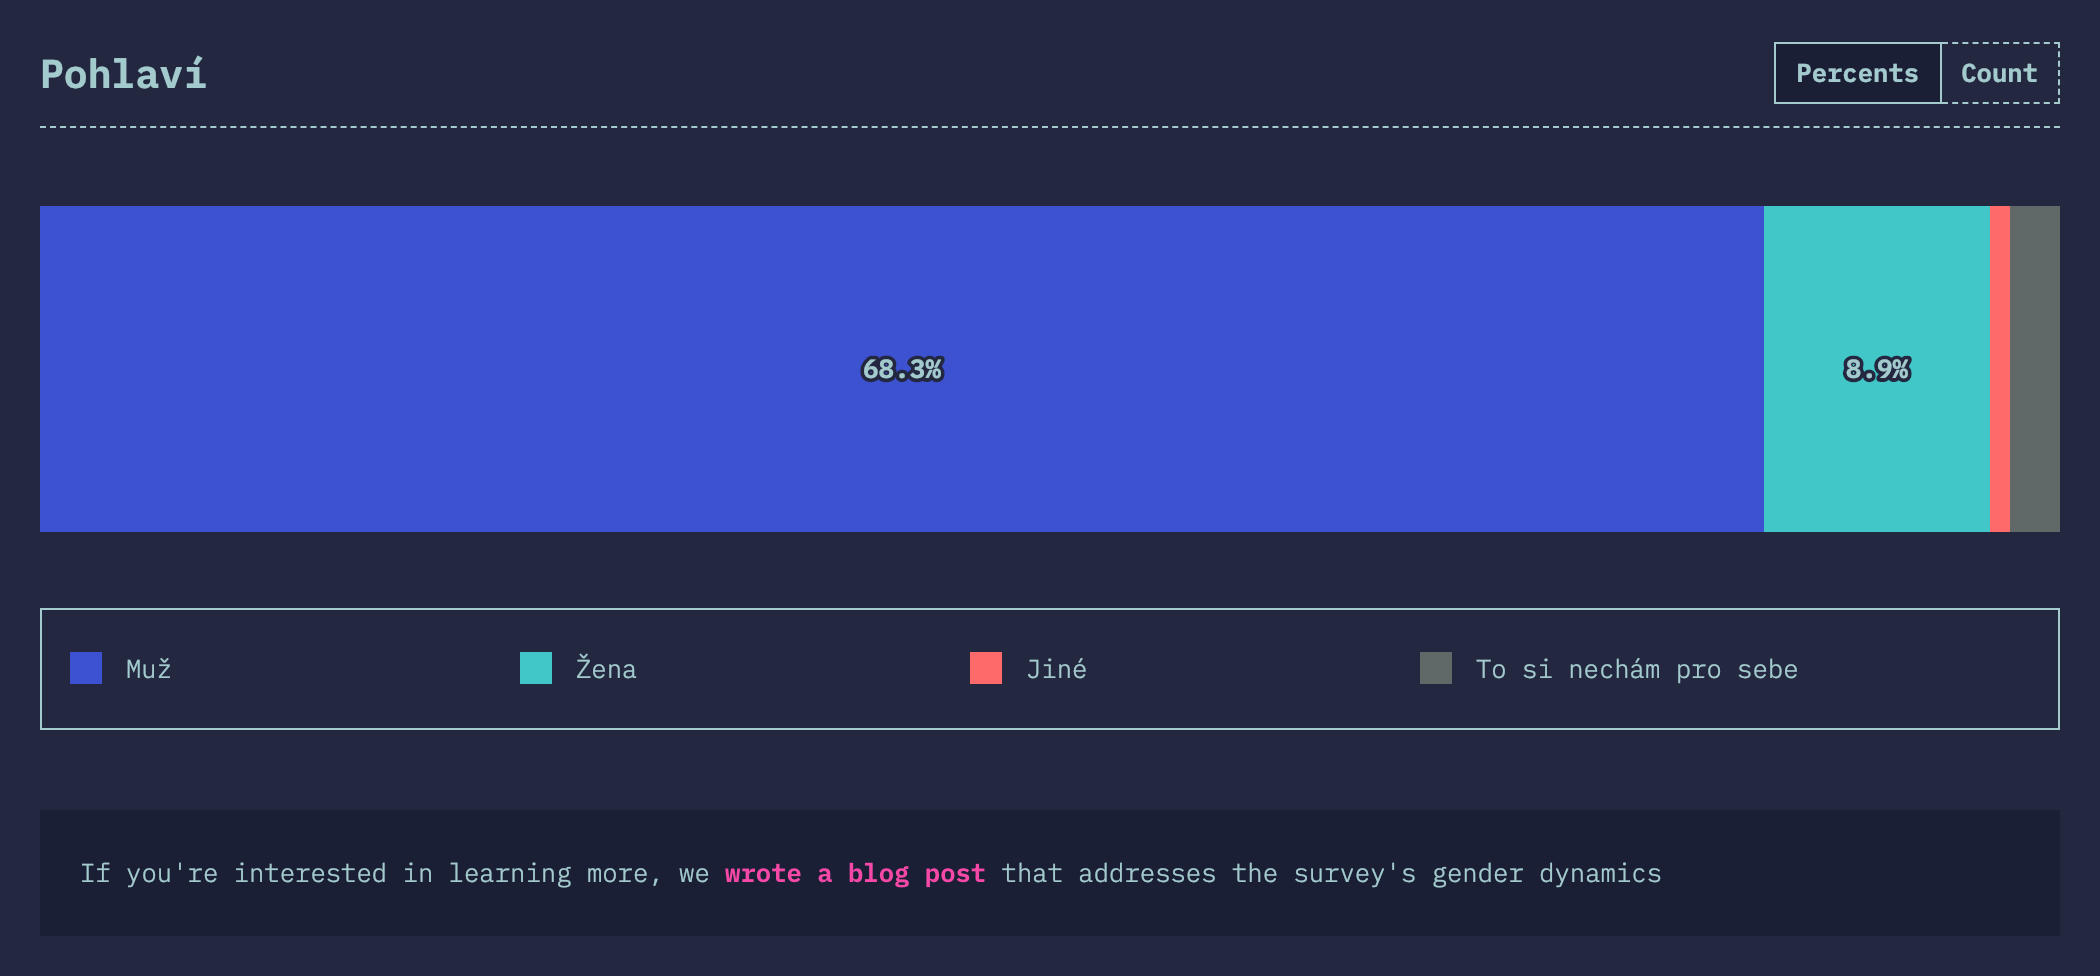 Pohlaví
Percents Count
68.3% 8.9%
Muž Žena Jiné To si nechám pro sebe
If you're interested in learning more, we wrote a blog post that addresses the survey's gender dynamics